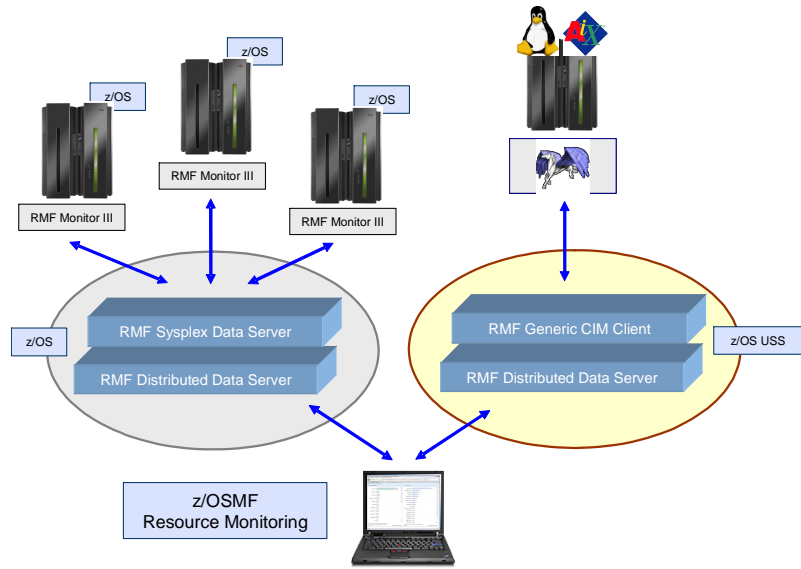 z/OS
z/OS
z/OS
AIX
RMF Monitor III
RMF Monitor III
RMF Monitor III
RMF Sysplex Data Server
RMF Distributed Data Server
z/OS
RMF Generic CIM Client
RMF Distributed Data Server
z/OS USS
z/OSMF
Resource Monitoring